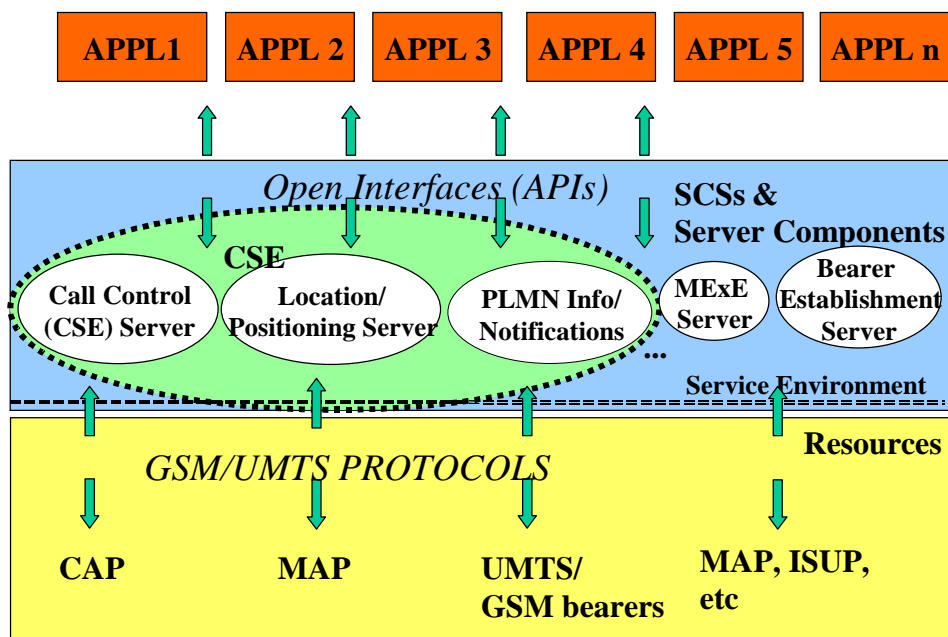 APPL1
APPL 2
APPL 3
APPL 4
APPL 5
APPL n
Open Interfaces (APIs)
SCSs &
Server Components
CSE
Call Control
(CSE) Server
Location/
Positioning Server
PLMN Info/
Notifications
...
MExE
Server
Bearer
Establishment
Server
Service Environment
Resources
GSM/UMTS PROTOCOLS
CAP
MAP
UMTS/
GSM bearers
MAP, ISUP,
etc